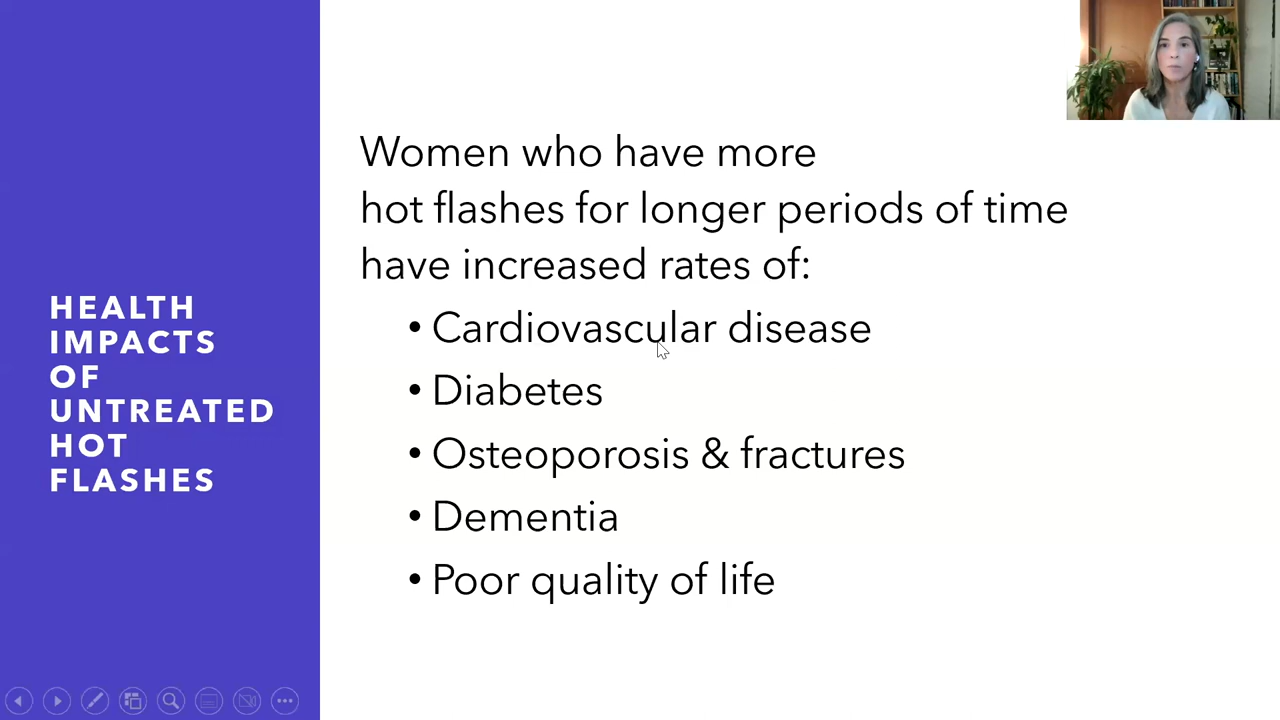 HEALTH
IMPACTS
OF
UNTREATED
HOT
FLASHES
Women who have more
hot flashes for longer periods of time
have increased rates of:
• Cardiovascular disease
• Diabetes
• Osteoporosis & fractures
• Dementia
• Poor quality of life